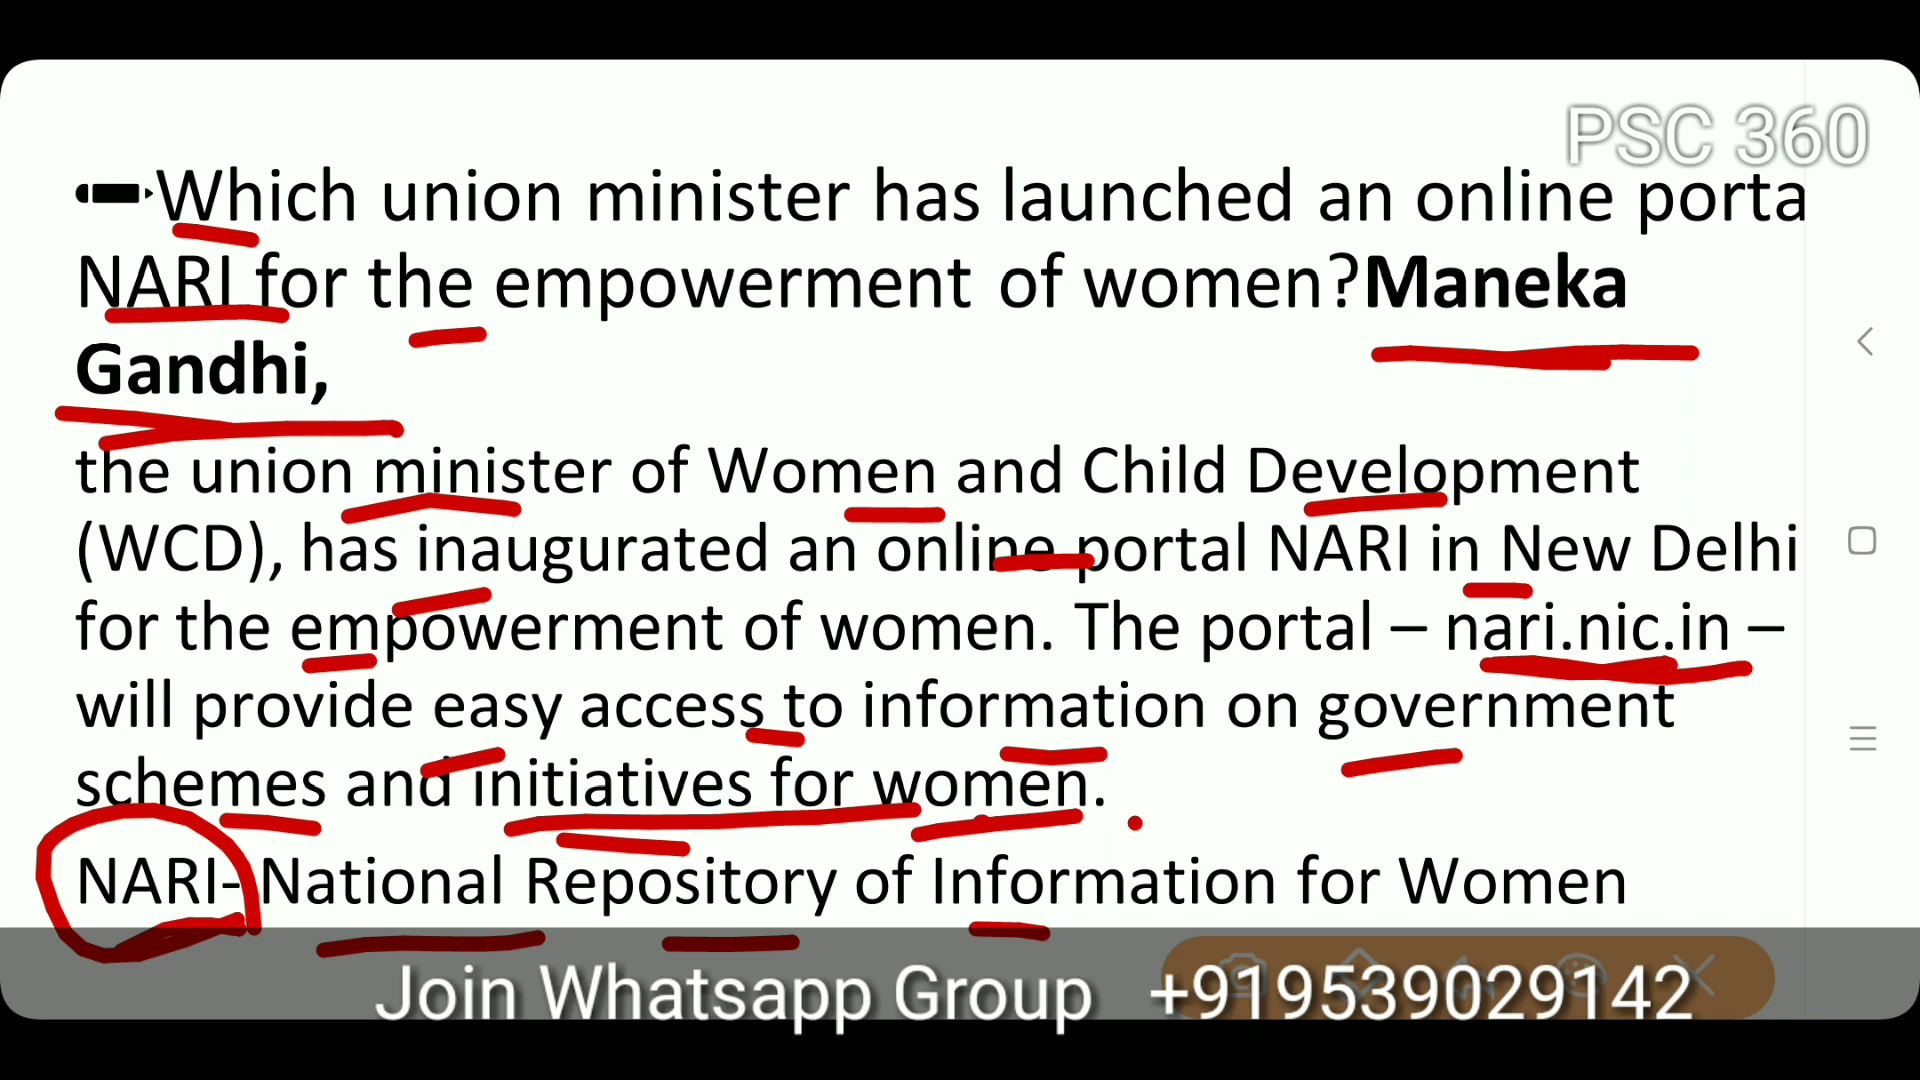 PSC 360
Which union minister has launched an online porta
NARI for the empowerment of women?Maneka
Gandhi,
the union minister of Women and Child Development
(WCD), has inaugurated an online portal NARI in New Delhi
for the empowerment of women. The portal – nari.nic.in –
will provide easy access to information on government
schemes and initiatives for women.
NARI- National Repository of Information for Women
Join Whatsapp Group +919539029142